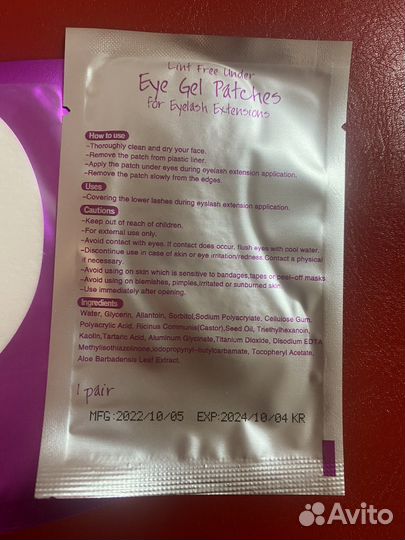 Lint Free Under
Eye Gel Patches
For Eyelash Extensions
How to use
-Thoroughly clean and dry your face.
-Remove the patch from plastic liner.
-Apply the patch under eyes during eyelash extension application.
-Remove the patch slowly from the edges.
Uses
-Covering the lower lashes during eyslash extension application.
Cautions
-Keep out of reach of children.
-For external use only.
-Avoid contact with eyes. If contact does occur, flush eyes with cool water.
-Discontinue use in case of skin or eye irritation/redness.Contact a physical
if necessary.
-Avoid using on skin which is sensitive to bandages,tapes or peel-off masks
-Avoid using on blemishes, pimples,irritated or sunburned skin.
-Use immediately after opening.
Ingredients
Water, Glycerin, Allantoin, Sorbitol,Sodium Polyacrylate, Cellulose Gum,
Polyacrylic Acid, Ricinus Communis(Castor),Seed Oil, Triethylhexanoin,
Kaolin,Tartaric Acid, Aluminum Glycinate,Titanium Dioxide, Disodium EDTA
Methylisothiazolinone,iodopropynyl-butylcarbamate, Tocopheryl Acetate,
Aloe Barbadensis Leaf Extract.
1 pair
MFG:2022/10/05 EXP:2024/10/04 KR
Avito